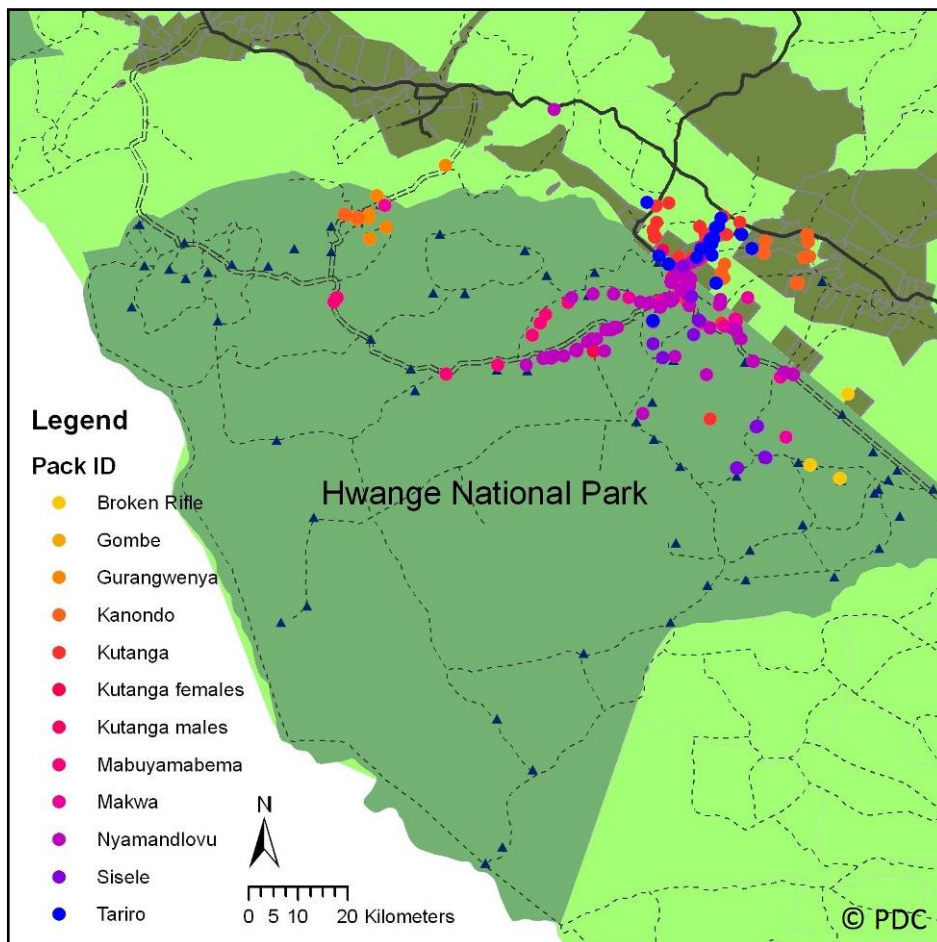 Hwange National Park
Legend
Pack ID
Broken Rifle
Gombe
Gurangwenya
Kanondo
Kutanga
Kutanga females
Kutanga males
Mabuyamabema
Makwa
Nyamandlovu
Sisele
Tariro
N
0 5 10 20 Kilometers
© PDC